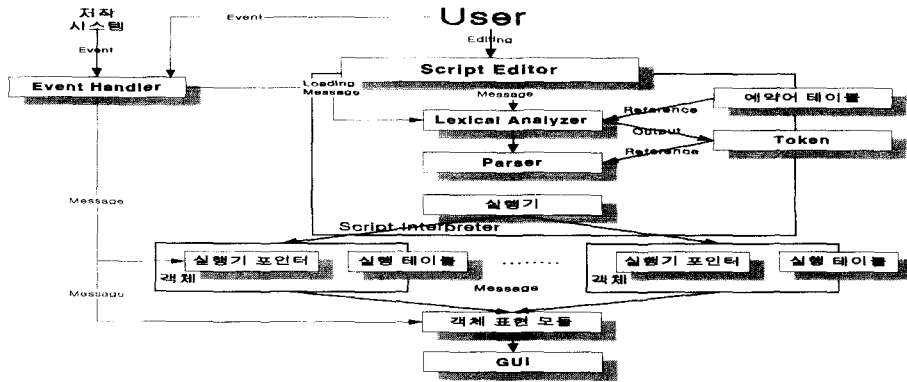 저작
시스템
Event
User
Event
Editing
Script Editor
Event Handler
Loading
Message
Message
Lexical Analyzer
Reference
예약어 테이블
Output
Token
Reference
Parser
Message
실행기
Script Interpreter
실행기 포인터
실행 테이블
........
실행기 포인터
실행 테이블
객체
Message
객체
Message
객체 표현 모듈
GUI